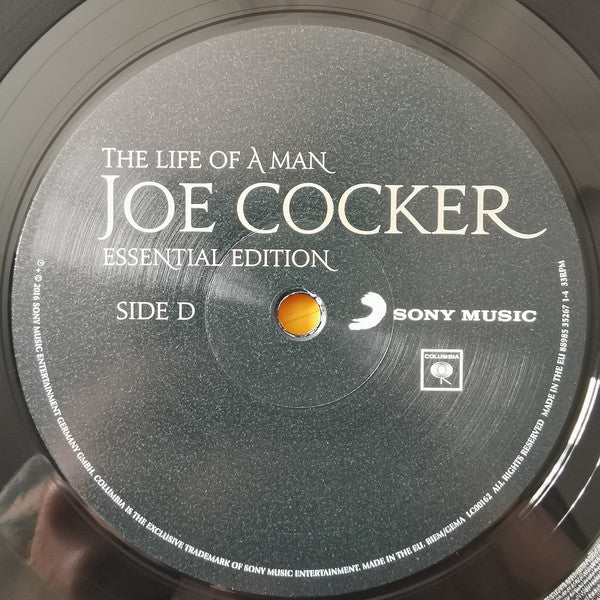 THE LIFE OF A MAN
JOE COCKER
ESSENTIAL EDITION
SIDE D
SONY MUSIC
COLUMBIA
℗ + © 2016 SONY MUSIC ENTERTAINMENT GERMANY GMBH. COLUMBIA IS THE EXCLUSIVE TRADEMARK OF SONY MUSIC ENTERTAINMENT. MADE IN THE EU. BIEM/GEMA LC00162 ALL RIGHTS RESERVED MADE IN THE EU 88985 35267 1-4 33RPM